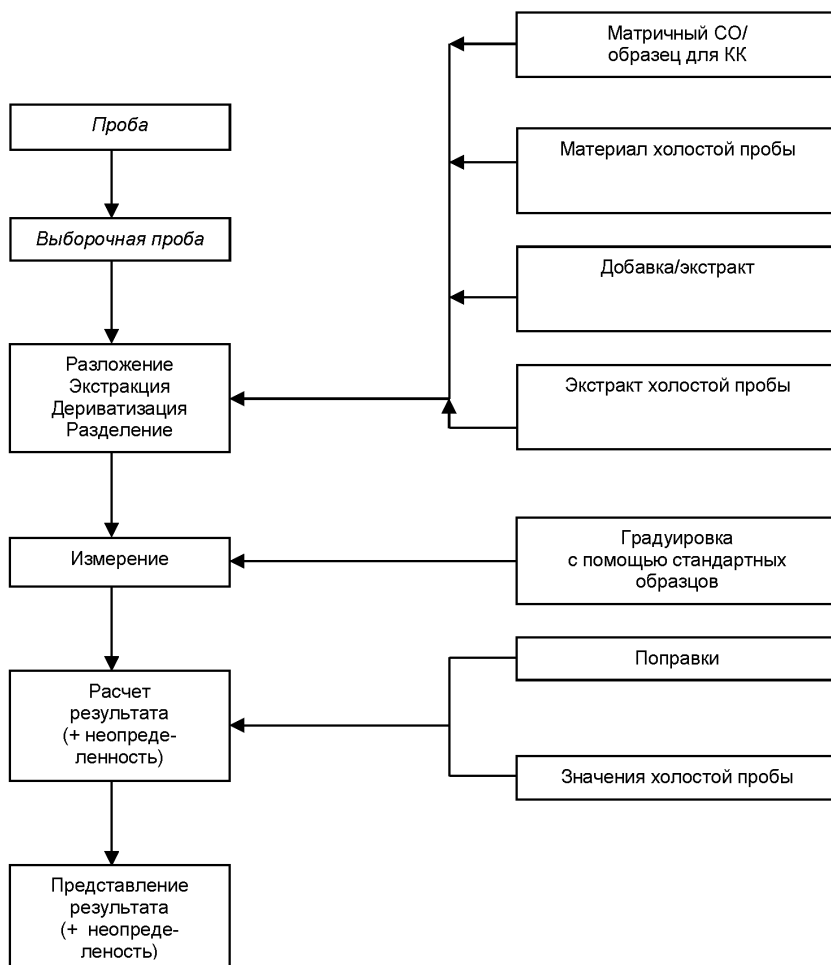 Матричный СО/
образец для КК
Проба
Материал холостой пробы
Выборочная проба
Добавка/экстракт
Разложение
Экстракция
Дериватизация
Разделение
Экстракт холостой пробы
Измерение
Градуировка
с помощью стандартных
образцов
Поправки
Расчет
результата
(+ неопреде-
ленность)
Значения холостой пробы
Представление
результата
(+ неопреде-
леность)